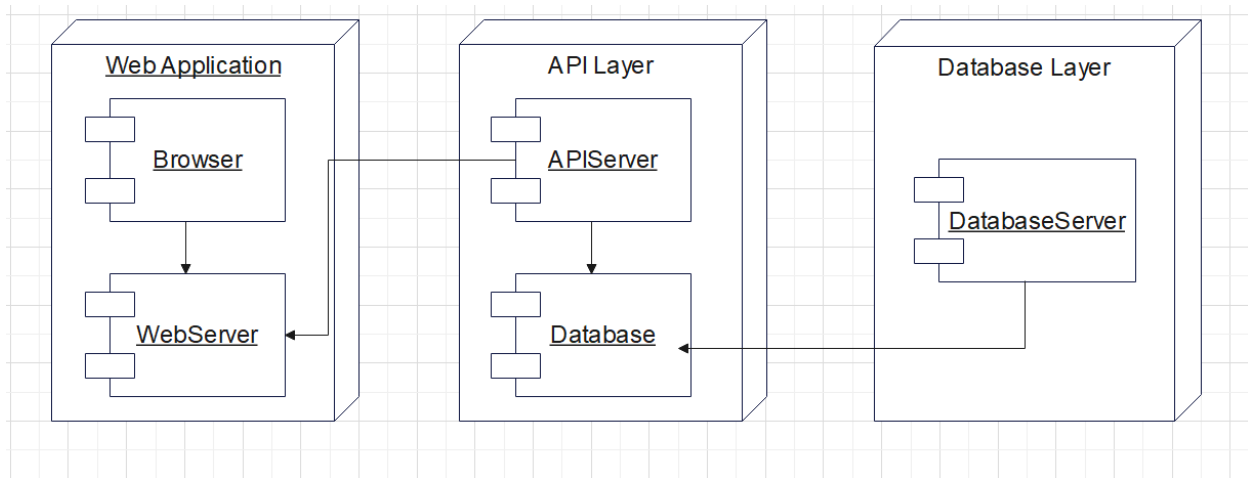 Web Application
Browser
WebServer
API Layer
APIServer
Database
Database Layer
DatabaseServer